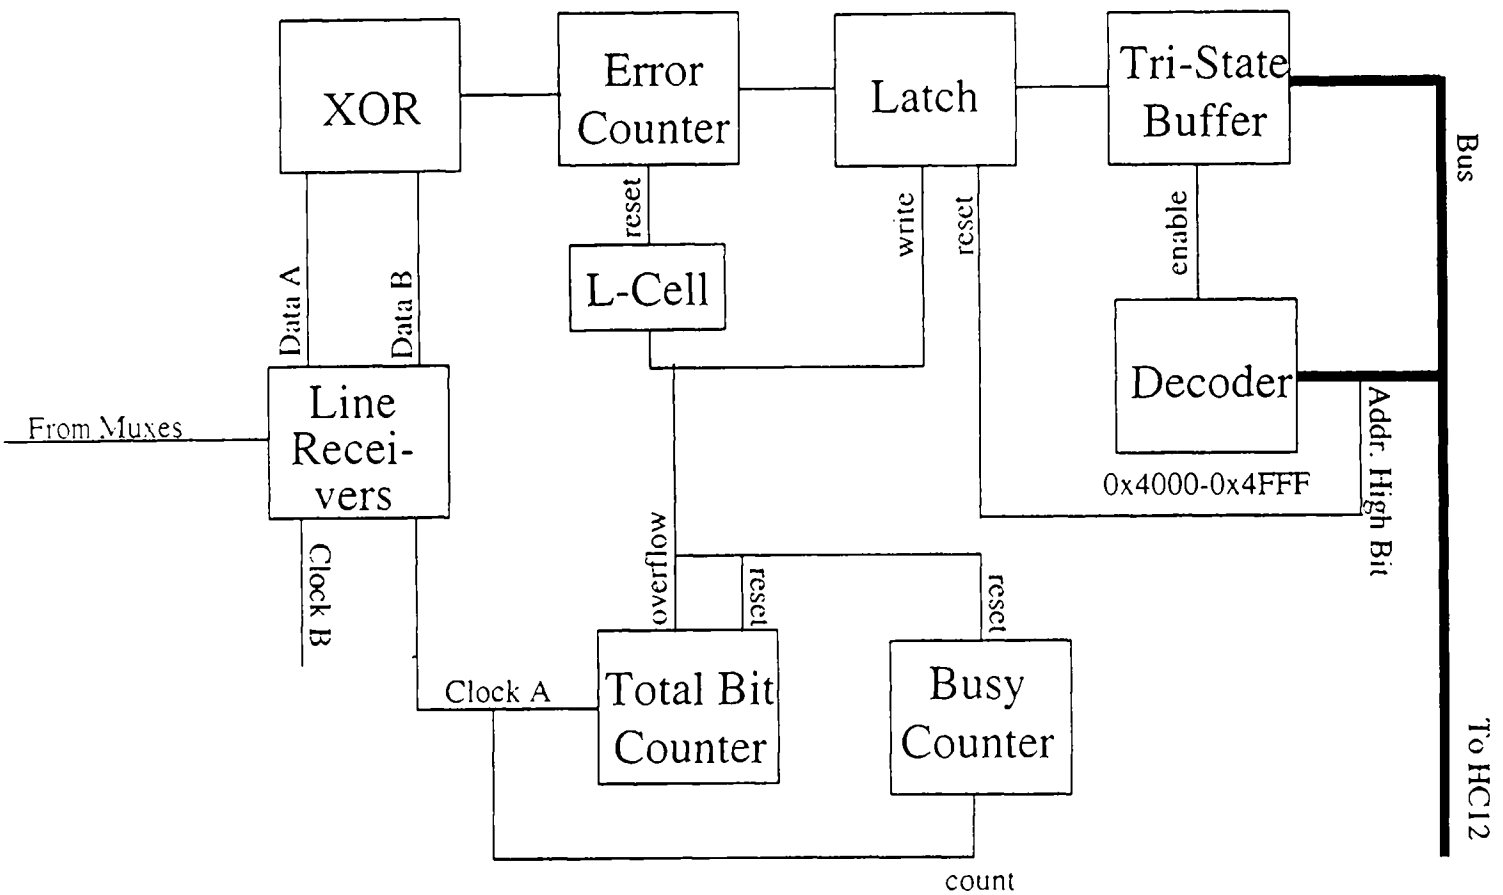 XOR
Error
Counter
Latch
Tri-State
Buffer
Bus
reset
write
reset
enable
L-Cell
Data A
Data B
Decoder
Line
Recei-
vers
From Muxes
Addr. High Bit
0x4000-0x4FFF
Clock B
overflow
reset
reset
Clock A
Total Bit
Counter
Busy
Counter
To HC12
count